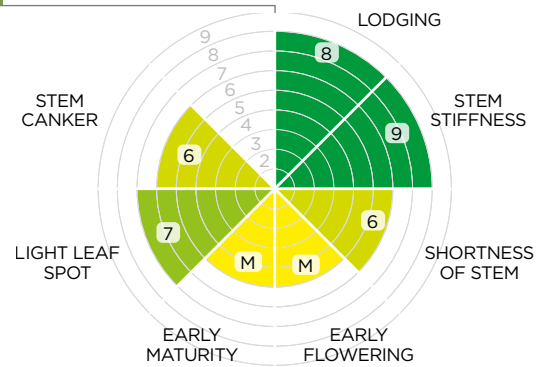 LODGING
9
8
7
6
5
4
3
2
8
STEM
STIFFNESS
9
STEM
CANKER
6
6
SHORTNESS
OF STEM
7
LIGHT LEAF
SPOT
M
M
EARLY
MATURITY
EARLY
FLOWERING